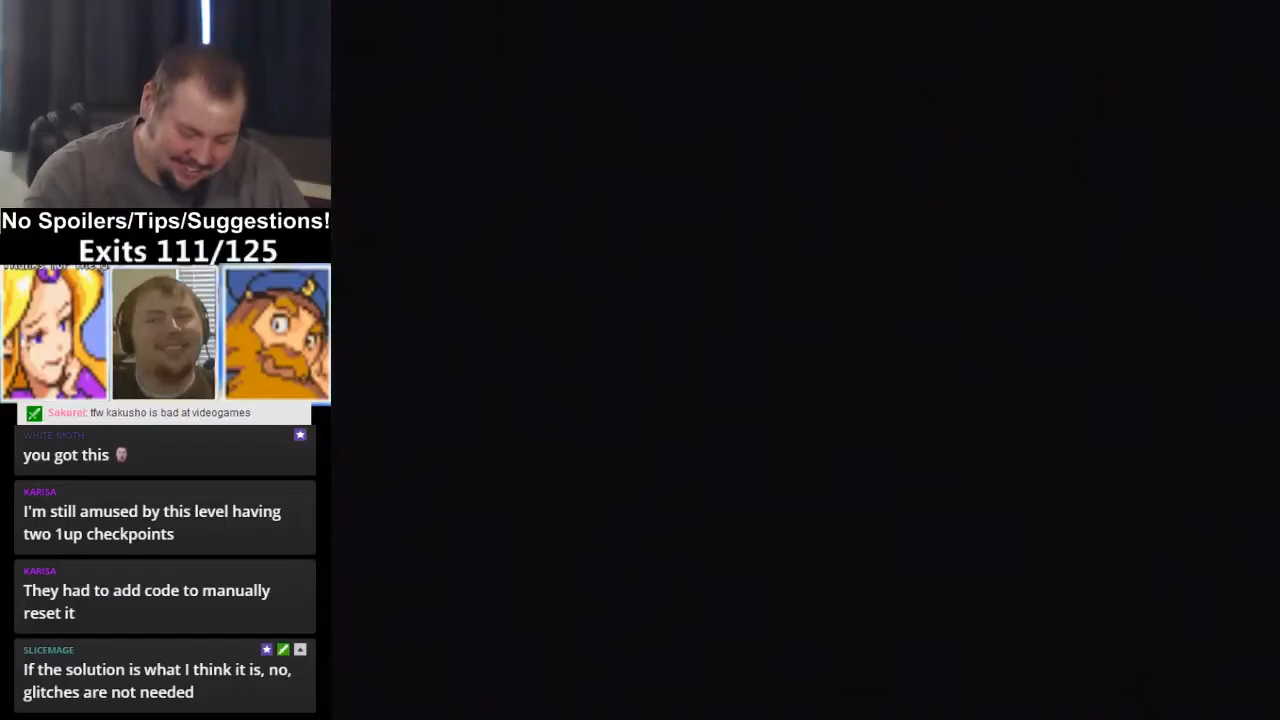 No Spoilers/Tips/Suggestions!
Exits 111/125
Sakurei: tfw kakusho is bad at videogames
WHITE MOTH
you got this
KARISA
I'm still amused by this level having
two 1up checkpoints
KARISA
They had to add code to manually
reset it
SLICEMAGE
If the solution is what I think it is, no,
glitches are not needed